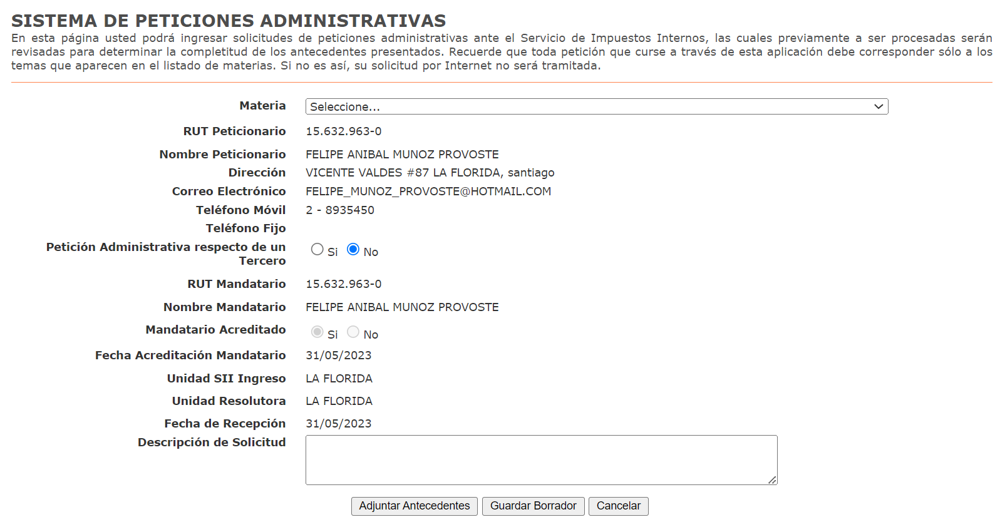 SISTEMA DE PETICIONES ADMINISTRATIVAS
En esta página usted podrá ingresar solicitudes de peticiones administrativas ante el Servicio de Impuestos Internos, las cuales previamente a ser procesadas serán
revisadas para determinar la completitud de los antecedentes presentados. Recuerde que toda petición que curse a través de esta aplicación debe corresponder sólo a los
temas que aparecen en el listado de materias. Si no es así, su solicitud por Internet no será tramitada.
Materia Seleccione...
RUT Peticionario 15.632.963-0
Nombre Peticionario FELIPE ANIBAL MUNOZ PROVOSTE
Dirección VICENTE VALDES #87 LA FLORIDA, santiago
Correo Electrónico FELIPE_MUNOZ_PROVOSTE@HOTMAIL.COM
Teléfono Móvil 2 - 8935450
Teléfono Fijo
Petición Administrativa respecto de un
Tercero Si No
RUT Mandatario 15.632.963-0
Nombre Mandatario FELIPE ANIBAL MUNOZ PROVOSTE
Mandatario Acreditado Si No
Fecha Acreditación Mandatario 31/05/2023
Unidad SII Ingreso LA FLORIDA
Unidad Resolutora LA FLORIDA
Fecha de Recepción 31/05/2023
Descripción de Solicitud
Adjuntar Antecedentes Guardar Borrador Cancelar